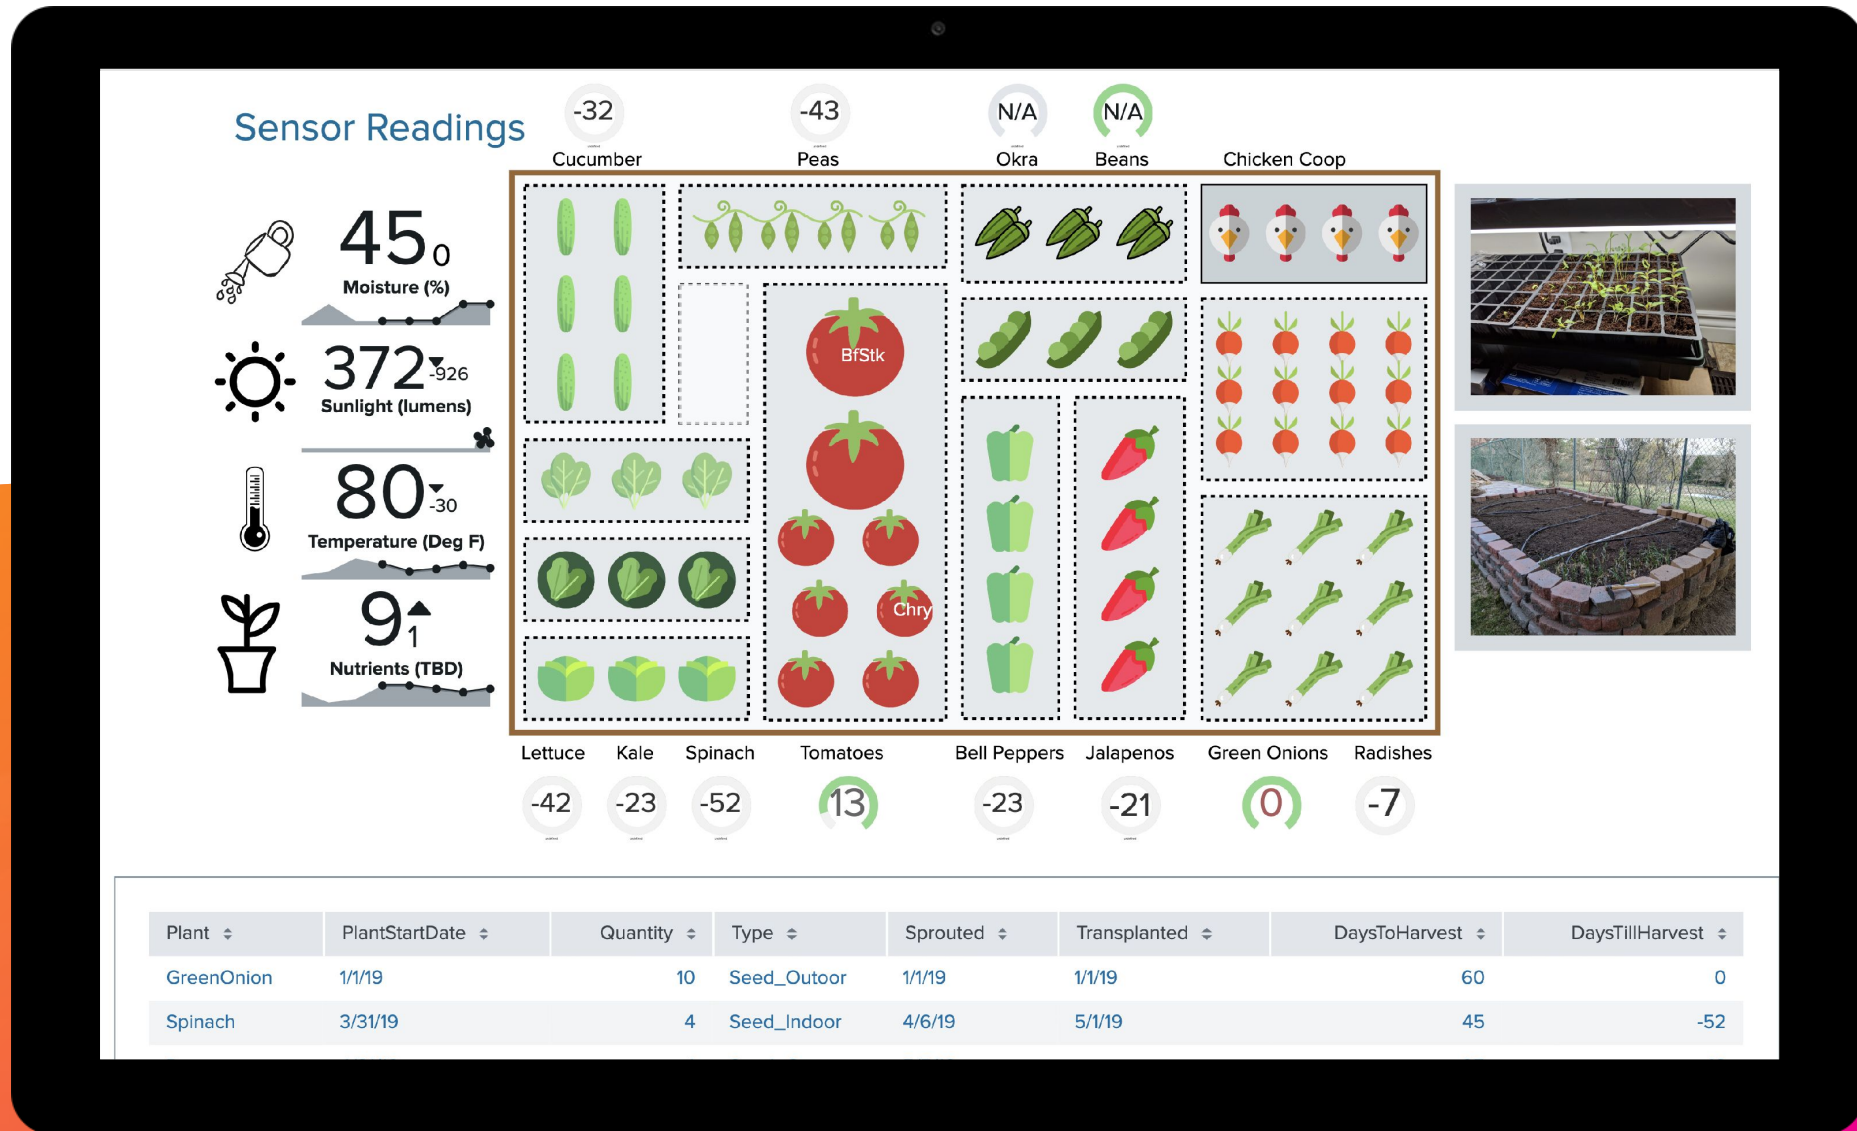 Sensor Readings
-32
-43
N/A
N/A
Cucumber
Peas
Okra
Beans
Chicken Coop
45 0
Moisture (%)
372 -926
Sunlight (lumens)
80 -30
Temperature (Deg F)
9 1
Nutrients (TBD)
BfStk
Chry
Lettuce
Kale
Spinach
Tomatoes
Bell Peppers
Jalapenos
Green Onions
Radishes
-42
-23
-52
13
-23
-21
0
-7
Plant PlantStartDate Quantity Type Sprouted Transplanted DaysToHarvest DaysTillHarvest
GreenOnion 1/1/19 10 Seed_Outoor 1/1/19 1/1/19 60 0
Spinach 3/31/19 4 Seed_Indoor 4/6/19 5/1/19 45 -52